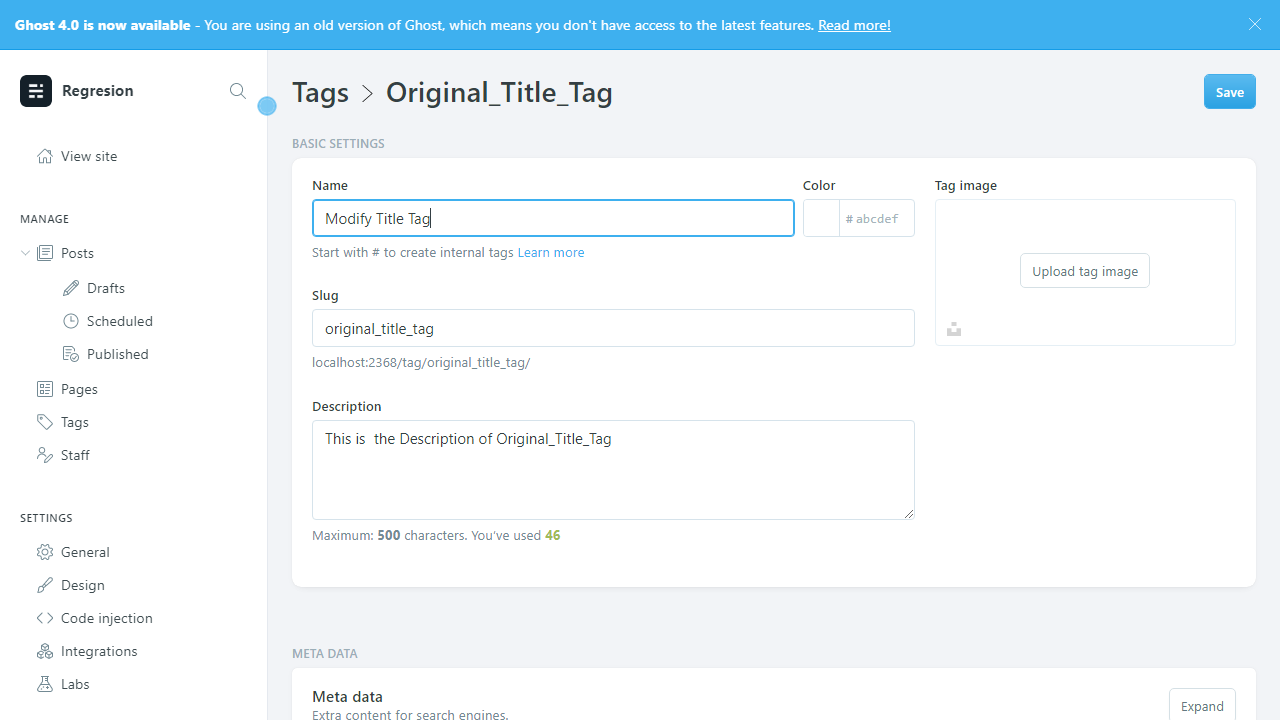 Ghost 4.0 is now available - You are using an old version of Ghost, which means you don't have access to the latest features. Read more!
Regresion
View site
MANAGE
Posts
Drafts
Scheduled
Published
Pages
Tags
Staff
SETTINGS
General
Design
Code injection
Integrations
Labs
Tags > Original_Title_Tag
Save
BASIC SETTINGS
Name
Modify Title Tag
Start with # to create internal tags Learn more
Color
# abcdef
Slug
original_title_tag
localhost:2368/tag/original_title_tag/
Description
This is  the Description of Original_Title_Tag
Maximum: 500 characters. You've used 46
Tag image
Upload tag image
META DATA
Meta data
Extra content for search engines.
Expand